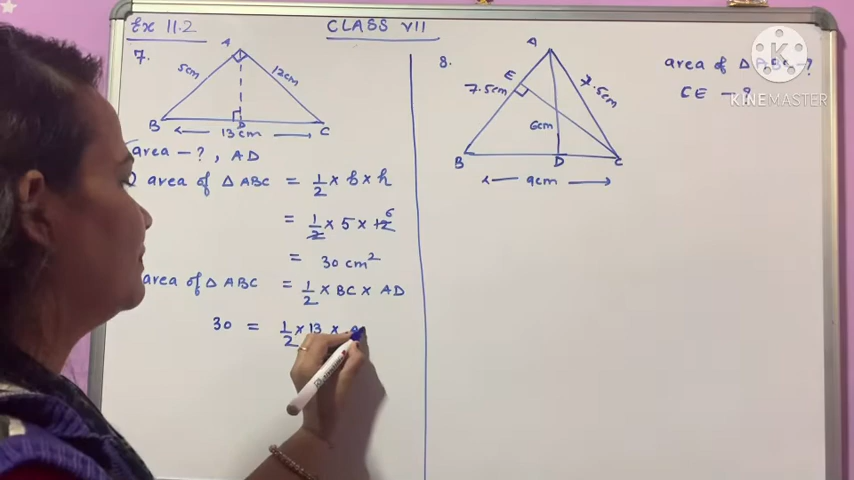 Ex 11.2
CLASS VII
7.
A
5cm
12cm
B
D
C
13 cm
area - ?, AD
area of △ ABC = 1/2 × b × h
= 1/2 × 5 × 12 6
= 30 cm²
area of △ ABC = 1/2 × BC × AD
30 = 1/2 × 13 ×
8.
A
E
7.5cm
7.5cm
6cm
B
D
C
9cm
area of △ ABC - ?
CE - ?
KINEMASTER